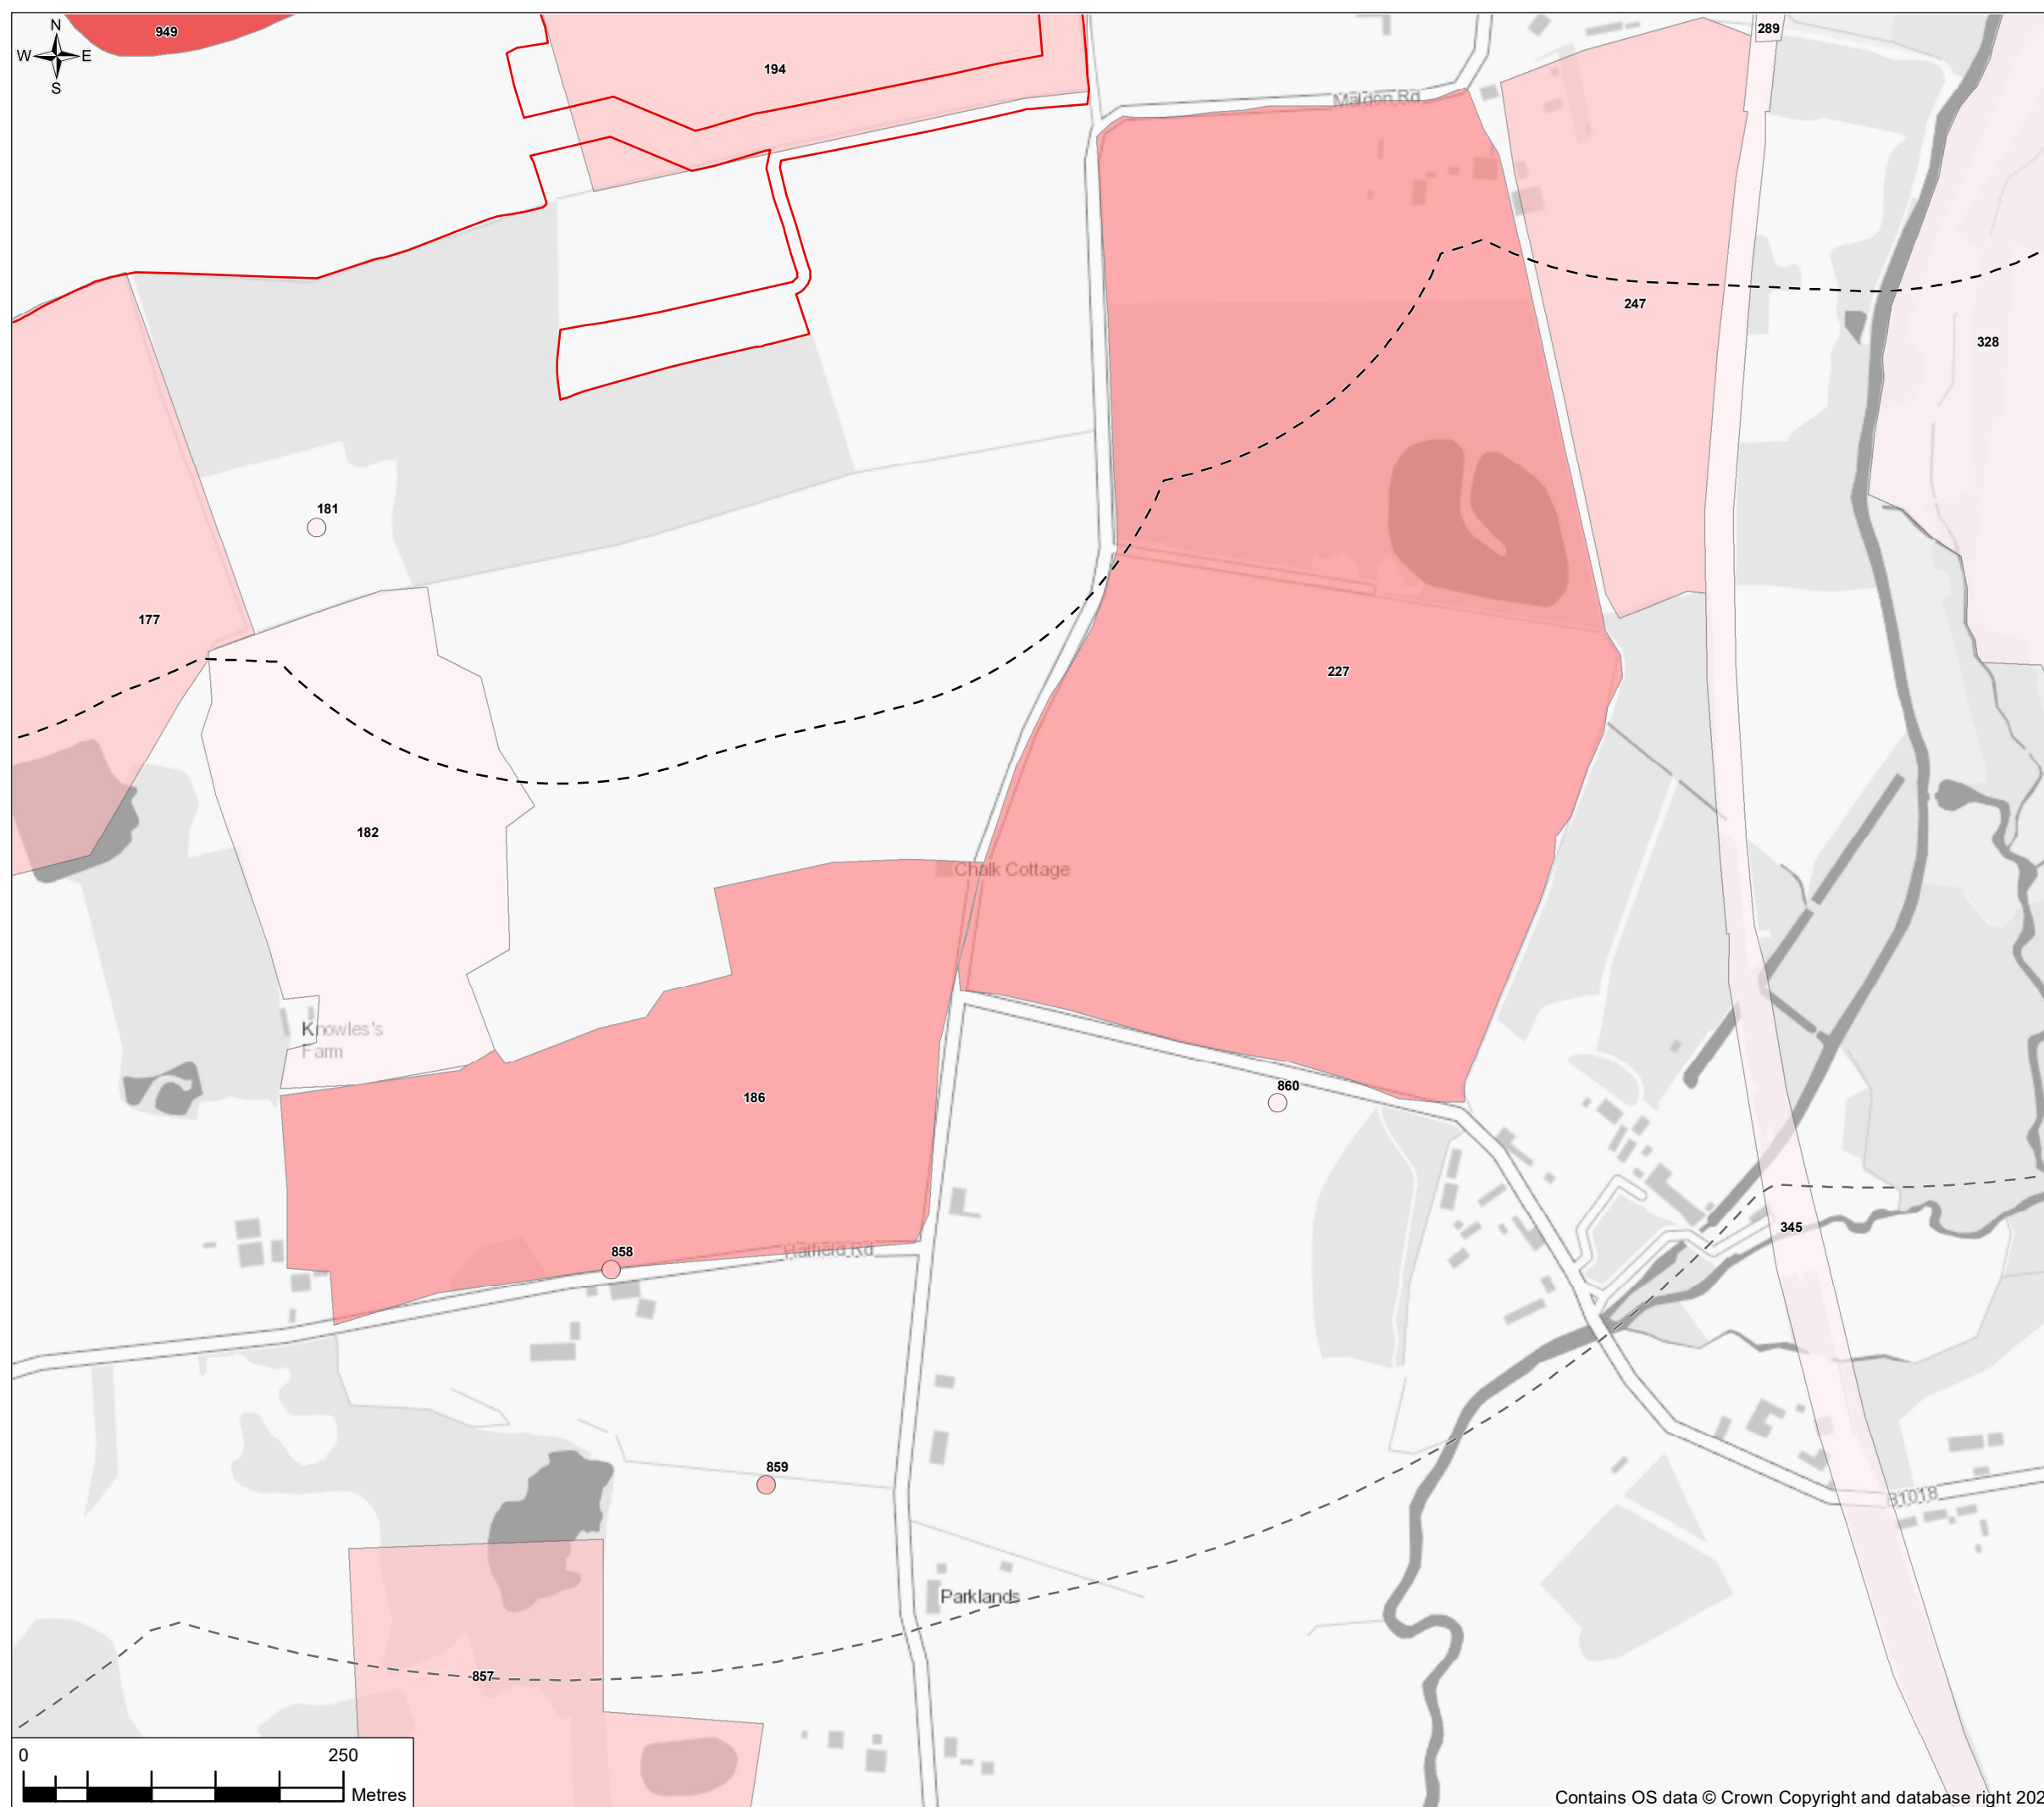 949
N
W E
S
194
289
Maldon Rd
247
328
181
177
227
182
Chalk Cottage
Knowles's
Farm
186
860
345
858
Hatfield Rd
859
B1018
Parklands
857
0 250
Metres
Contains OS data © Crown Copyright and database right 202